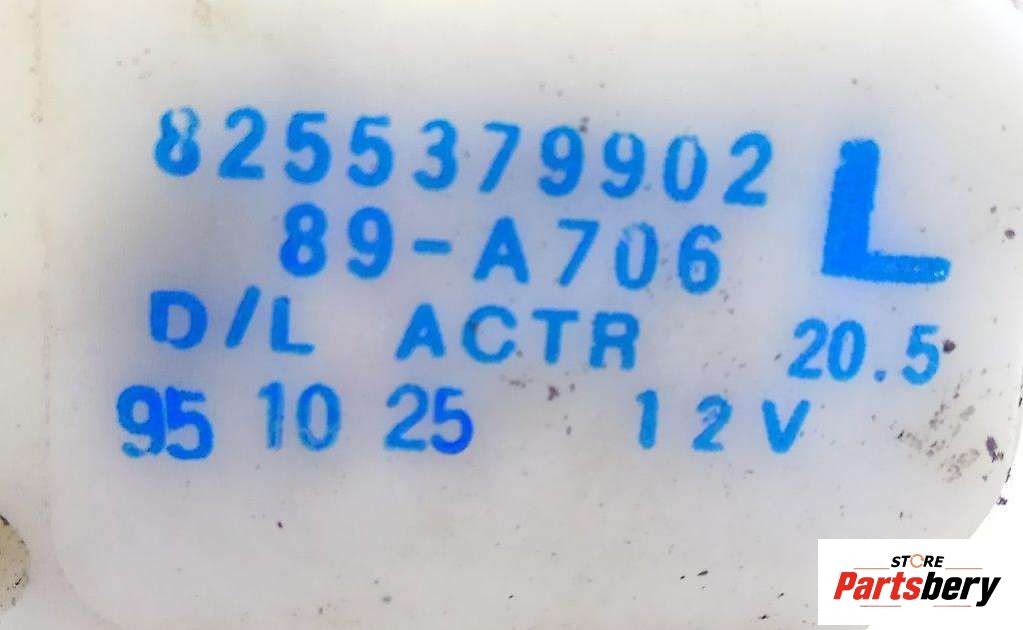 8255379902 L
89-A706
D/L ACTR 20.5
95 10 25 12V
STORE
Partsbery